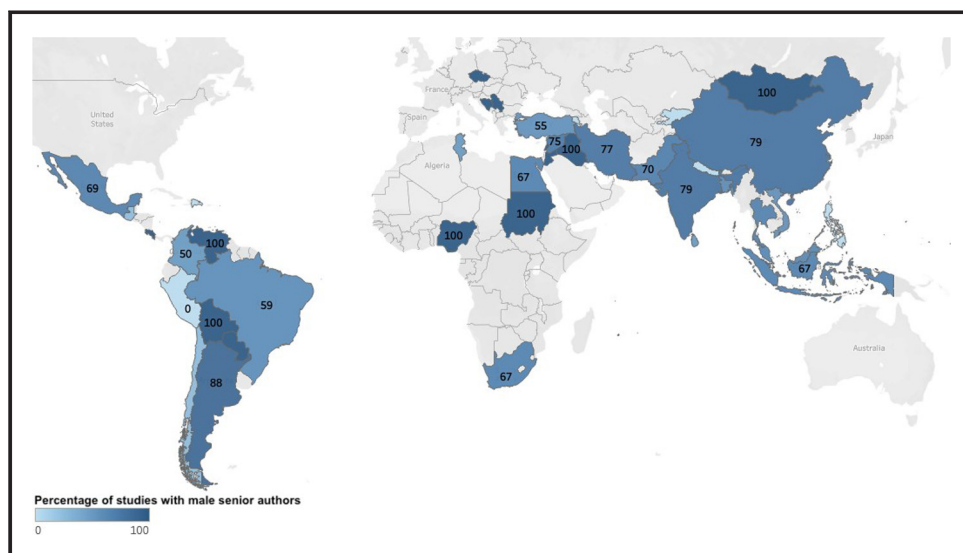 United
States
France
Spain
Algeria
Japan
Australia
69
100
50
0
59
100
88
55
75
100
77
67
100
100
67
70
79
79
100
67
Percentage of studies with male senior authors
0
100